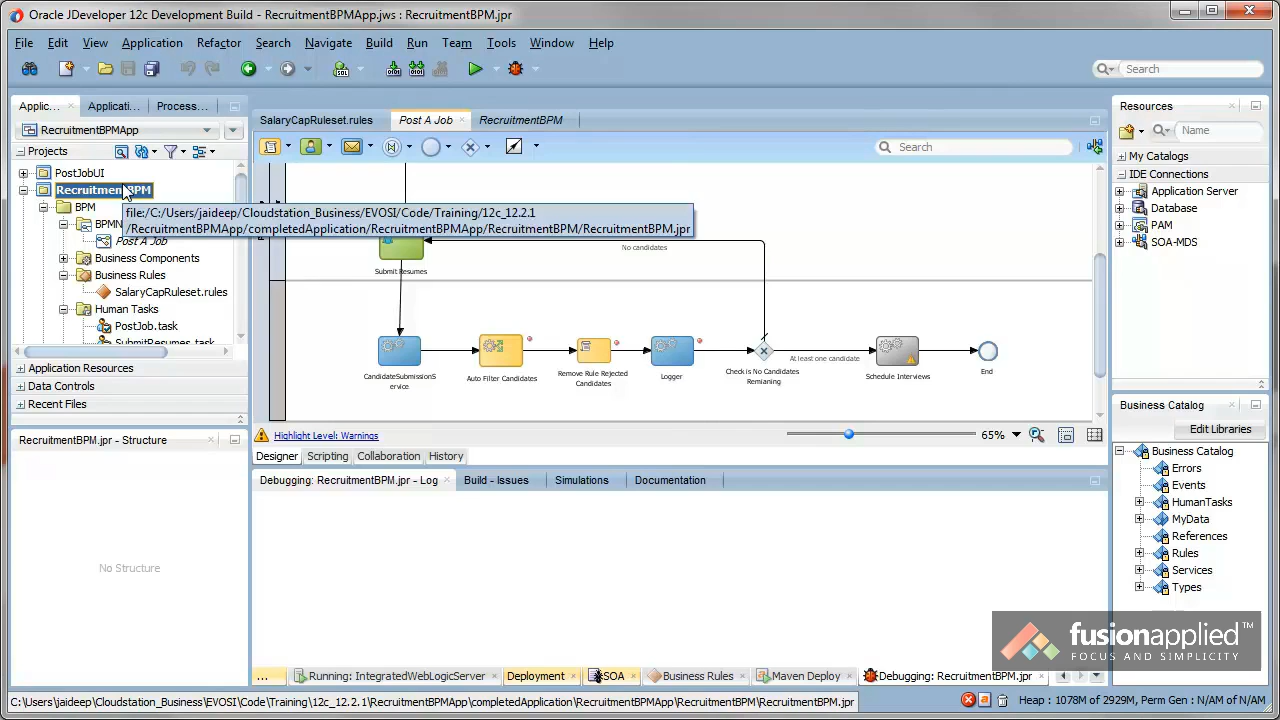 Oracle JDeveloper 12c Development Build - RecruitmentBPMApp.jws : RecruitmentBPM.jpr
File Edit View Application Refactor Search Navigate Build Run Team Tools Window Help
Search
Applic... Applicati... Process...
SalaryCapRuleset.rules Post A Job RecruitmentBPM
Resources
RecruitmentBPMApp
Name
Projects
Search
My Catalogs
PostJobUI
IDE Connections
RecruitmentBPM
Application Server
BPM
Database
file:/C:/Users/jaideep/Cloudstation_Business/EVOSI/Code/Training/12c_12.2.1
/RecruitmentBPMApp/completedApplication/RecruitmentBPMApp/RecruitmentBPM/RecruitmentBPM.jpr
BPMN
PAM
Post A Job
SOA-MDS
No candidates
Business Components
Submit Resumes
Business Rules
SalaryCapRuleset.rules
Human Tasks
PostJob.task
SubmitResumes.task
At least one candidate
CandidateSubmissionS
ervice
Auto Filter Candidates
Remove Rule Rejected
Candidates
Logger
Check is No Candidates
Remianing
Schedule Interviews
End
Application Resources
Data Controls
Recent Files
Highlight Level: Warnings
65%
Designer Scripting Collaboration History
Business Catalog
Edit Libraries
RecruitmentBPM.jpr - Structure
No Structure
Debugging: RecruitmentBPM.jpr - Log Build - Issues Simulations Documentation
Business Catalog
Errors
Events
HumanTasks
MyData
References
Rules
Services
Types
fusionapplied™
FOCUS AND SIMPLICITY
... Running: IntegratedWebLogicServer Deployment SOA Business Rules Maven Deploy Debugging: RecruitmentBPM.jpr
C:\Users\jaideep\Cloudstation_Business\EVOSI\Code\Training\12c_12.2.1\RecruitmentBPMApp\completedApplication\RecruitmentBPMApp\RecruitmentBPM\RecruitmentBPM.jpr
Heap : 1078M of 2929M, Perm Gen : N/AM of N/AM